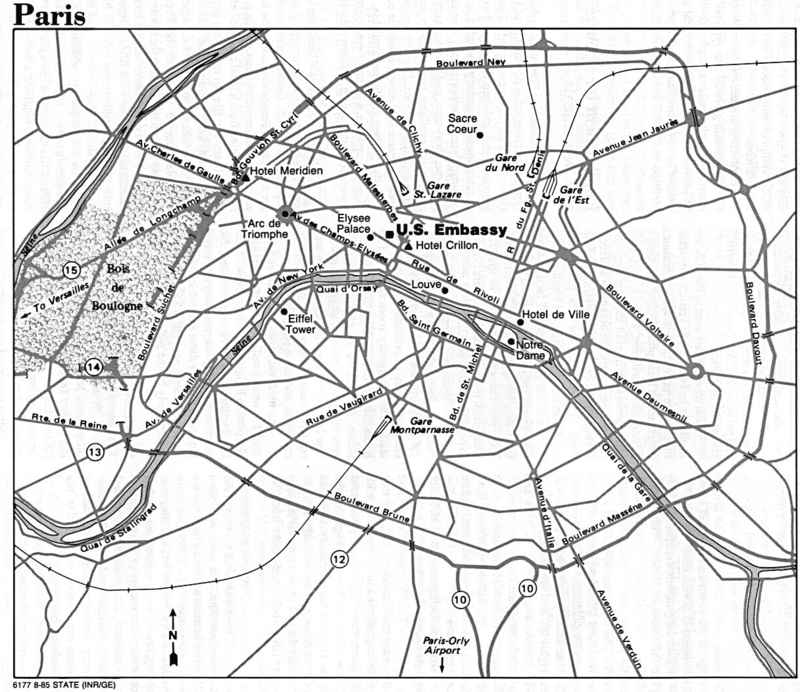 Paris
Boulevard Ney
Avenue de Clichy
Sacre
Coeur
Avenue Jean Jaurès
Av. Charles de Gaulle
Bd. Gouvion St. Cyr
Hotel Meridien
Boulevard Malesherbes
Gare
St. Lazare
Gare
du Nord
R. du Fg. St. Denis
Gare
de l'Est
Allée de Longchamp
Arc de
Triomphe
Elysee
Palace
U.S. Embassy
Hotel Crillon
Av. des Champs Elysées
Seine
15
Bois
de
Boulogne
To Versailles
Boulevard Suchet
Av. de New York
Quai d'Orsay
Rue de Rivoli
Louve
Boulevard Voltaire
Boulevard Davout
Eiffel
Tower
Seine
Bd. Saint Germain
Hotel de Ville
Notre
Dame
14
Av. de Versailles
Rue de Vaugirard
Bd. de St. Michel
Avenue Daumesnil
Rte. de la Reine
13
Gare
Montparnasse
Quai de la Gare
Quai de Stalingrad
Boulevard Brune
Avenue d'Italie
Boulevard Masséna
12
10
10
Avenue de Verdun
N
Paris-Orly
Airport
6177 8-85 STATE (INR/GE)